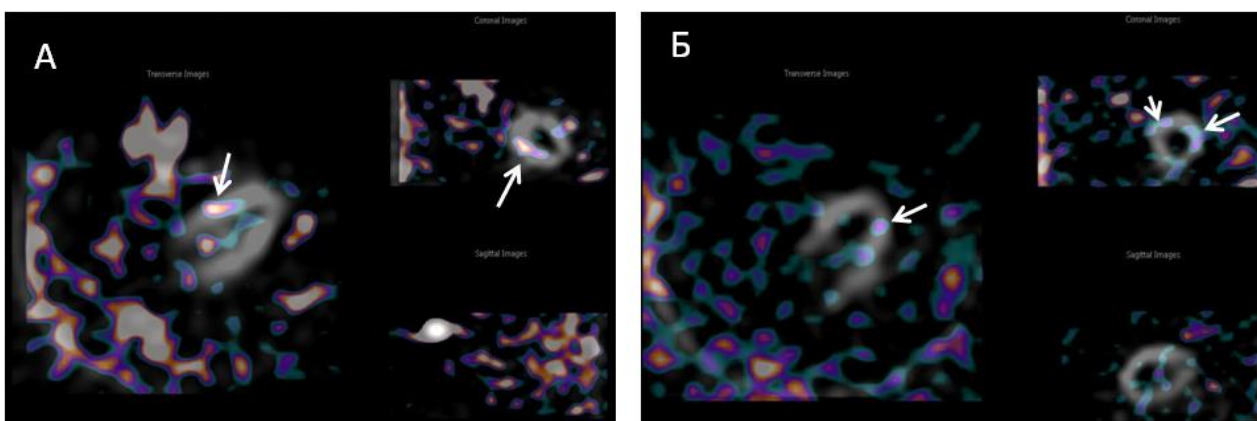 А
Coronal Images
Transverse Images
Sagittal Images
Б
Coronal Images
Transverse Images
Sagittal Images